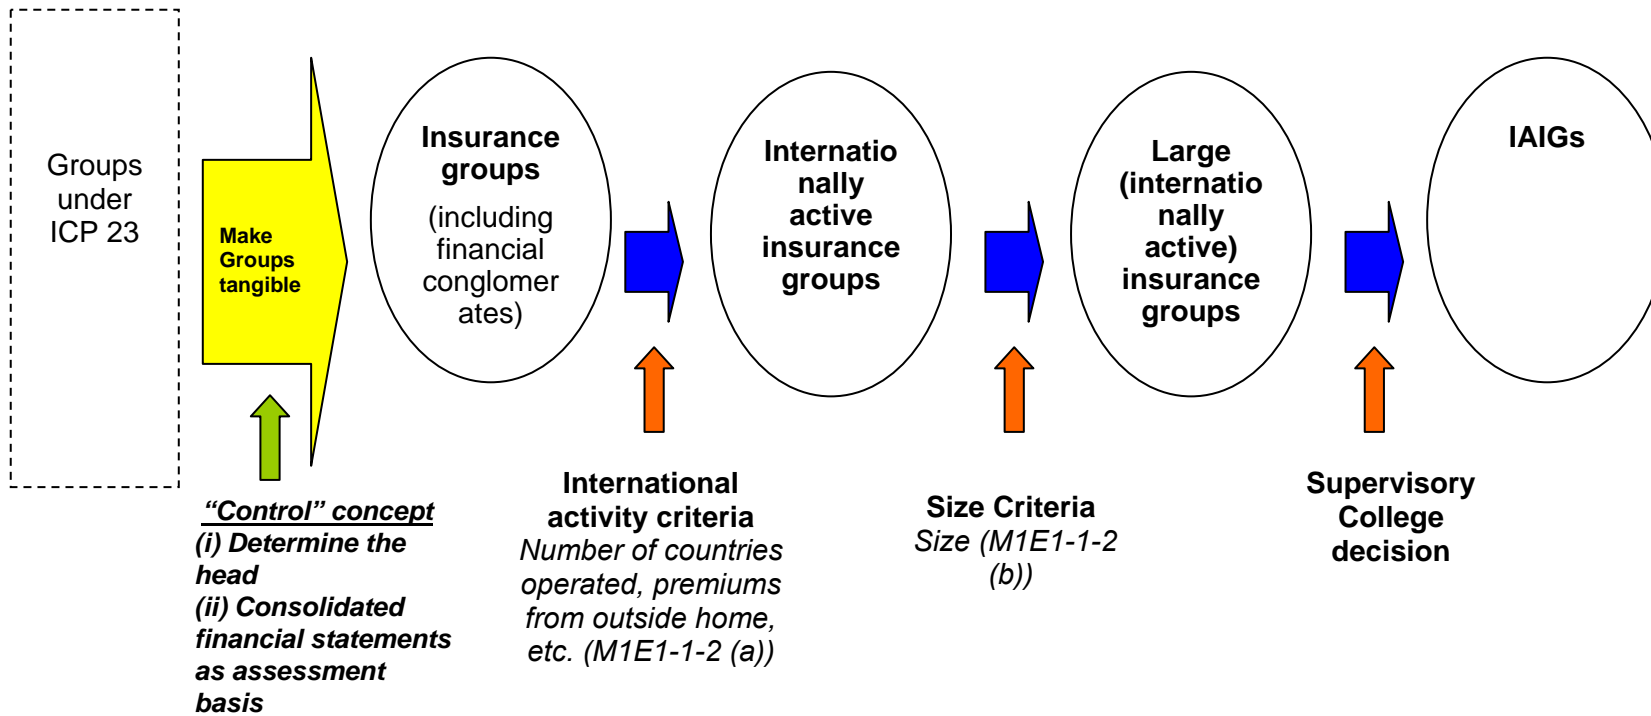 Groups
under
ICP 23
Make
Groups
tangible
Insurance
groups
(including
financial
conglomer
ates)
Internatio
nally
active
insurance
groups
Large
(internatio
nally
active)
insurance
groups
IAIGs
“Control” concept
(i) Determine the
head
(ii) Consolidated
financial statements
as assessment
basis
International
activity criteria
Number of countries
operated, premiums
from outside home,
etc. (M1E1-1-2 (a))
Size Criteria
Size (M1E1-1-2
(b))
Supervisory
College
decision